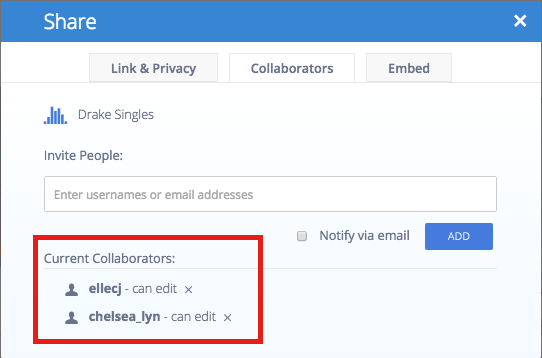 Share ×
Link & Privacy Collaborators Embed
Drake Singles
Invite People:
Enter usernames or email addresses
Notify via email ADD
Current Collaborators:
ellecj - can edit ×
chelsea_lyn - can edit ×